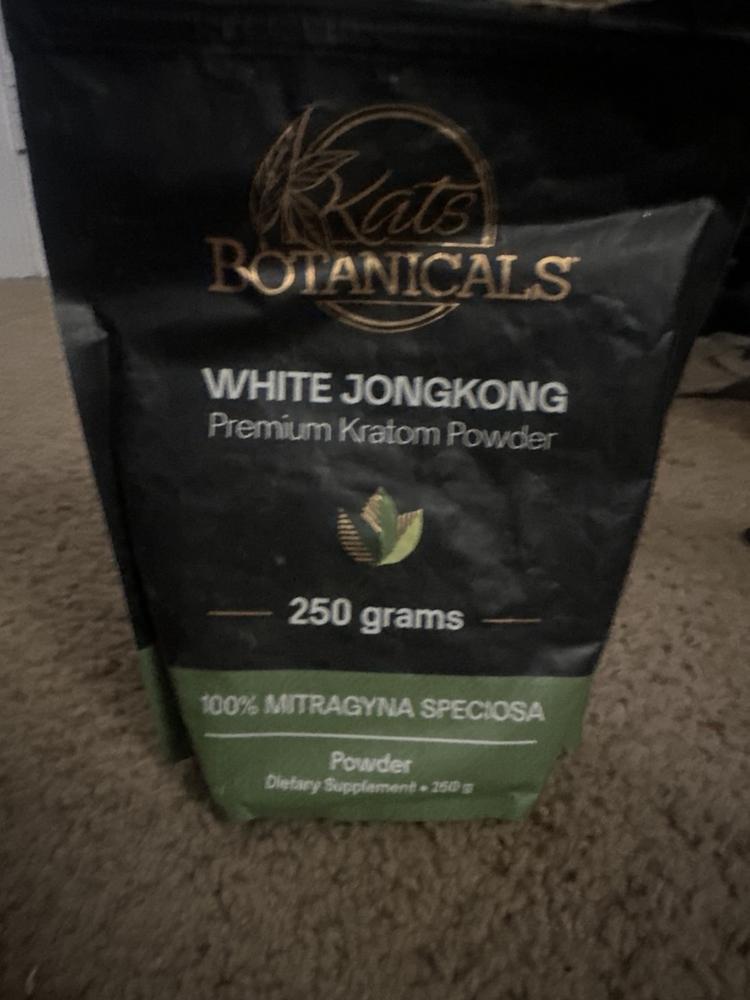 Kats
BOTANICALS
WHITE JONGKONG
Premium Kratom Powder
250 grams
100% MITRAGYNA SPECIOSA
Powder
Dietary Supplement • 250 g